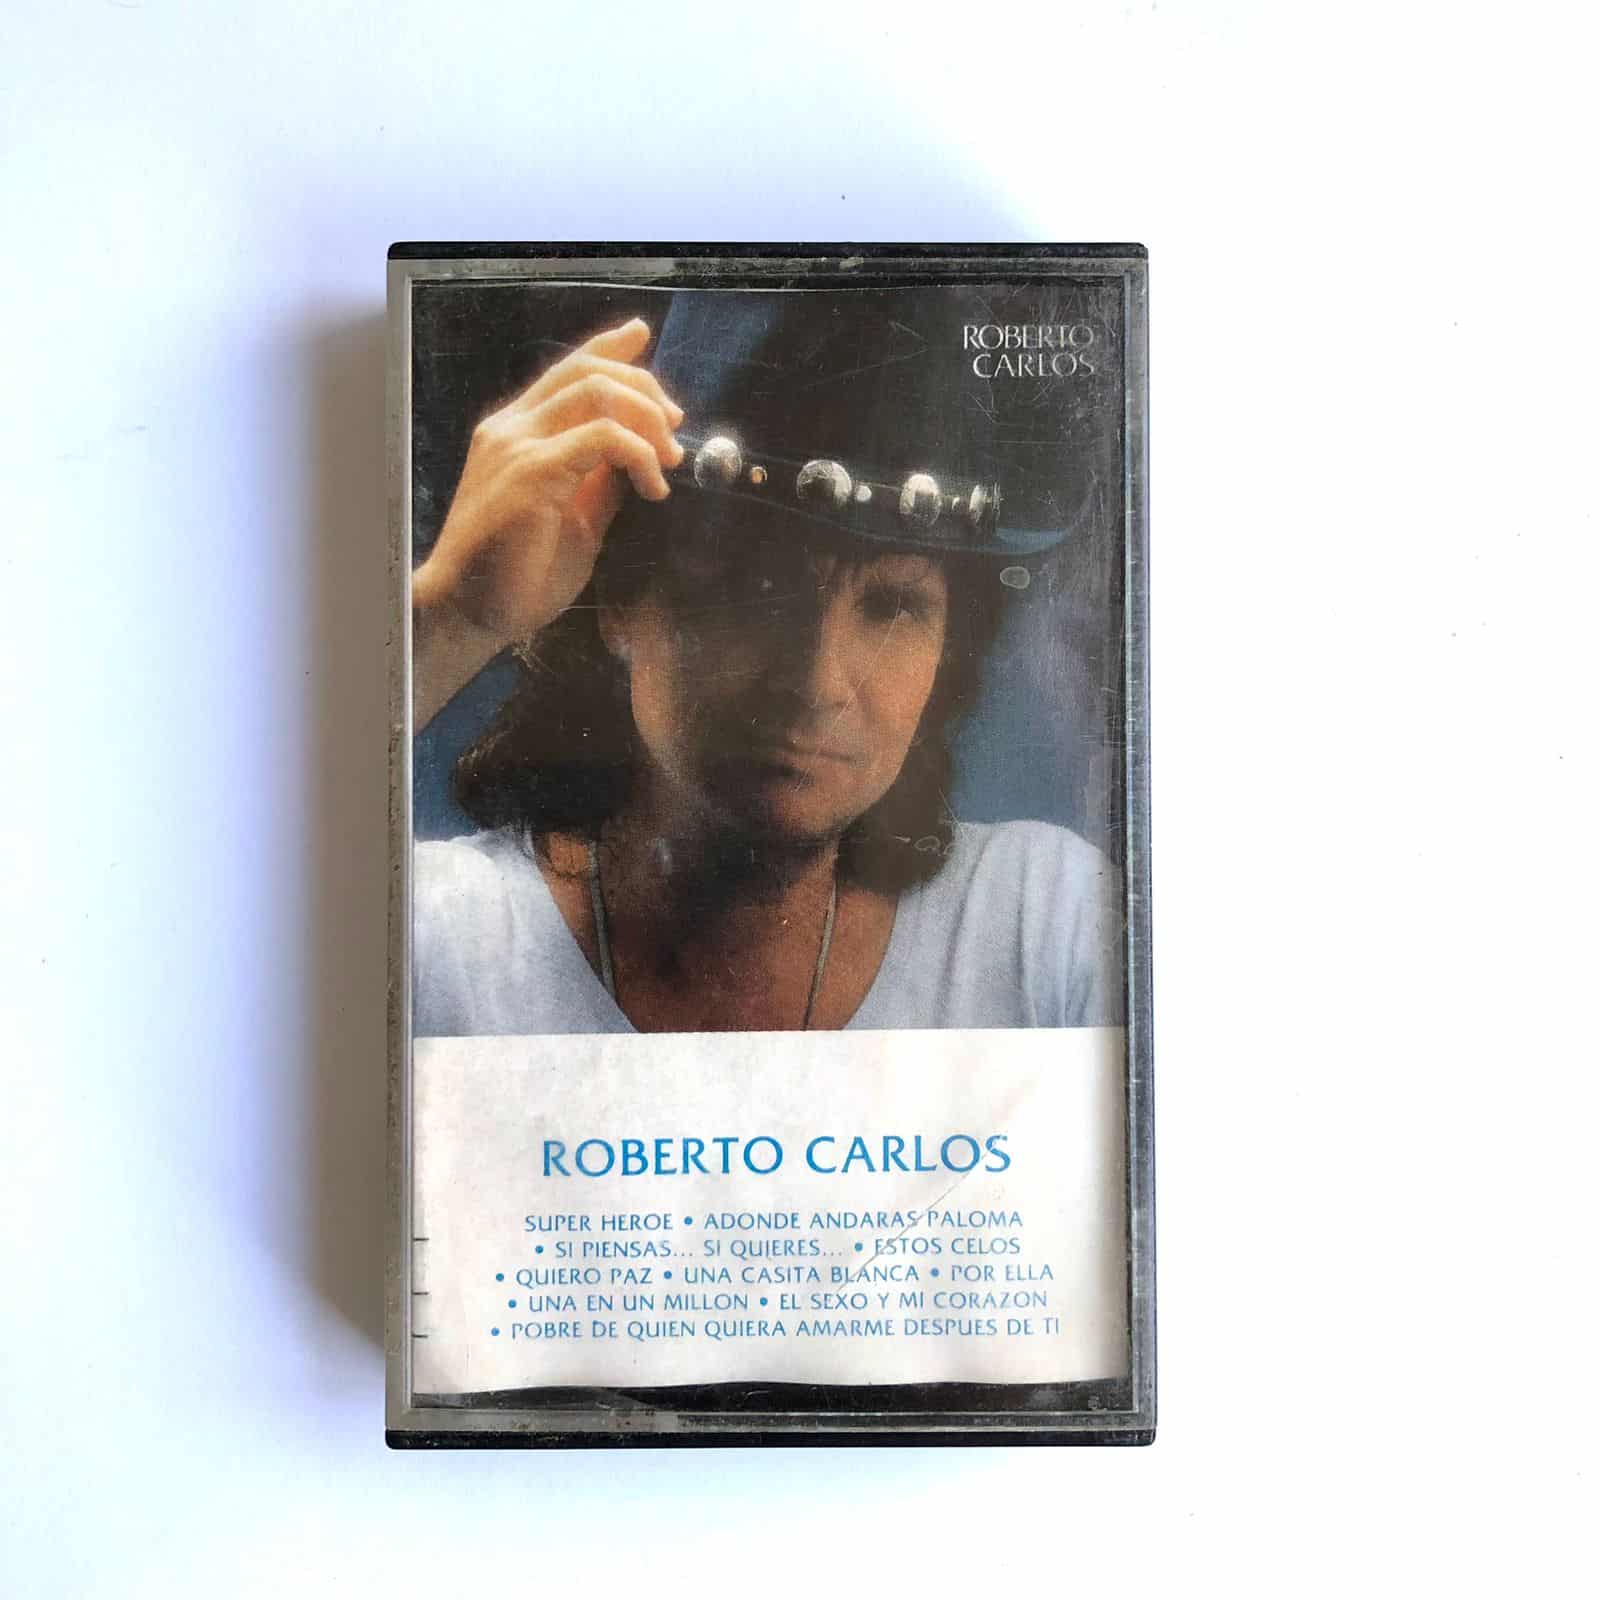 ROBERTO
CARLOS
ROBERTO CARLOS
SUPER HEROE • ADONDE ANDARAS PALOMA
• SI PIENSAS... SI QUIERES... • ESTOS CELOS
• QUIERO PAZ • UNA CASITA BLANCA • POR ELLA
• UNA EN UN MILLON • EL SEXO Y MI CORAZON
• POBRE DE QUIEN QUIERA AMARME DESPUES DE TI